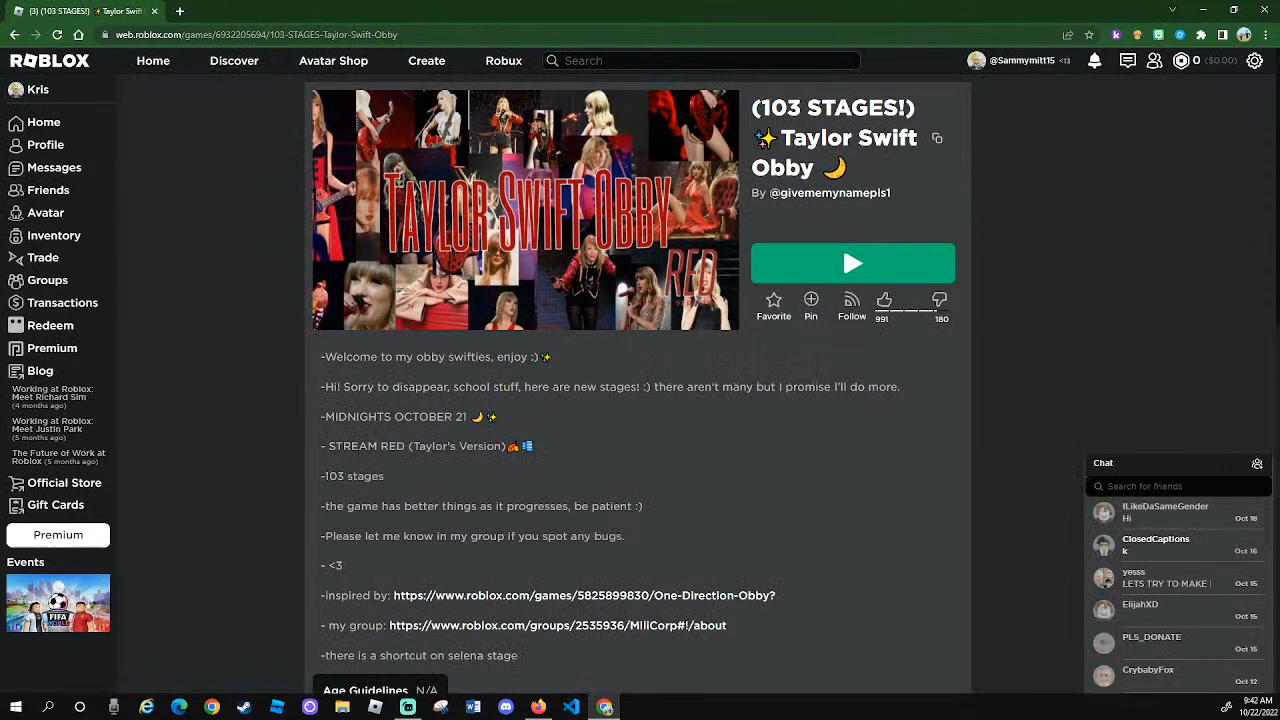 (3) (103 STAGES!) ✨Taylor Swift
web.roblox.com/games/6932205694/103-STAGES-Taylor-Swift-Obby
ROBLOX
Home
Discover
Avatar Shop
Create
Robux
Search
@Sammymitt15 <13
0 ($0.00)
Kris
Home
Profile
Messages
Friends
Avatar
Inventory
Trade
Groups
Transactions
Redeem
Premium
Blog
Working at Roblox:
Meet Richard Sim
(4 months ago)
Working at Roblox:
Meet Justin Park
(5 months ago)
The Future of Work at
Roblox (5 months ago)
Official Store
Gift Cards
Premium
Events
FIFA
WORLD
TAYLOR SWIFT OBBY
RED
(103 STAGES!)
✨Taylor Swift
Obby 🌙
By @givememynamepls1
Favorite
Pin
Follow
991
180
-Welcome to my obby swifties, enjoy :)✨
-Hi! Sorry to disappear, school stuff, here are new stages! :) there aren't many but I promise I'll do more.
-MIDNIGHTS OCTOBER 21 🌙✨
- STREAM RED (Taylor's Version)🍂🧣
-103 stages
-the game has better things as it progresses, be patient :)
-Please let me know in my group if you spot any bugs.
- <3
-inspired by: https://www.roblox.com/games/5825899830/One-Direction-Obby?
- my group: https://www.roblox.com/groups/2535936/MIliCorp#!/about
-there is a shortcut on selena stage
Age Guidelines N/A
Chat
Search for friends
ILikeDaSameGender
Hi
Oct 18
ClosedCaptions
k
Oct 16
yesss
LETS TRY TO MAKE
Oct 15
ElijahXD
Oct 15
PLS_DONATE
Oct 15
CrybabyFox
Oct 12
9:42 AM
10/22/2022